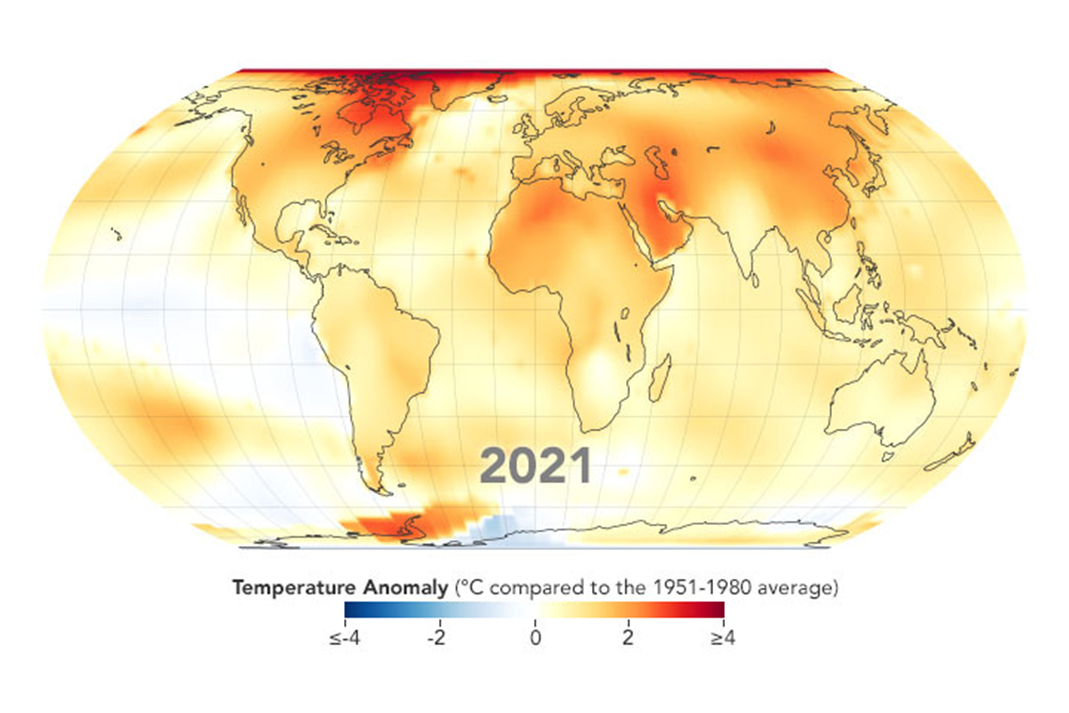 2021
Temperature Anomaly (°C compared to the 1951-1980 average)
≤-4 -2 0 2 ≥4